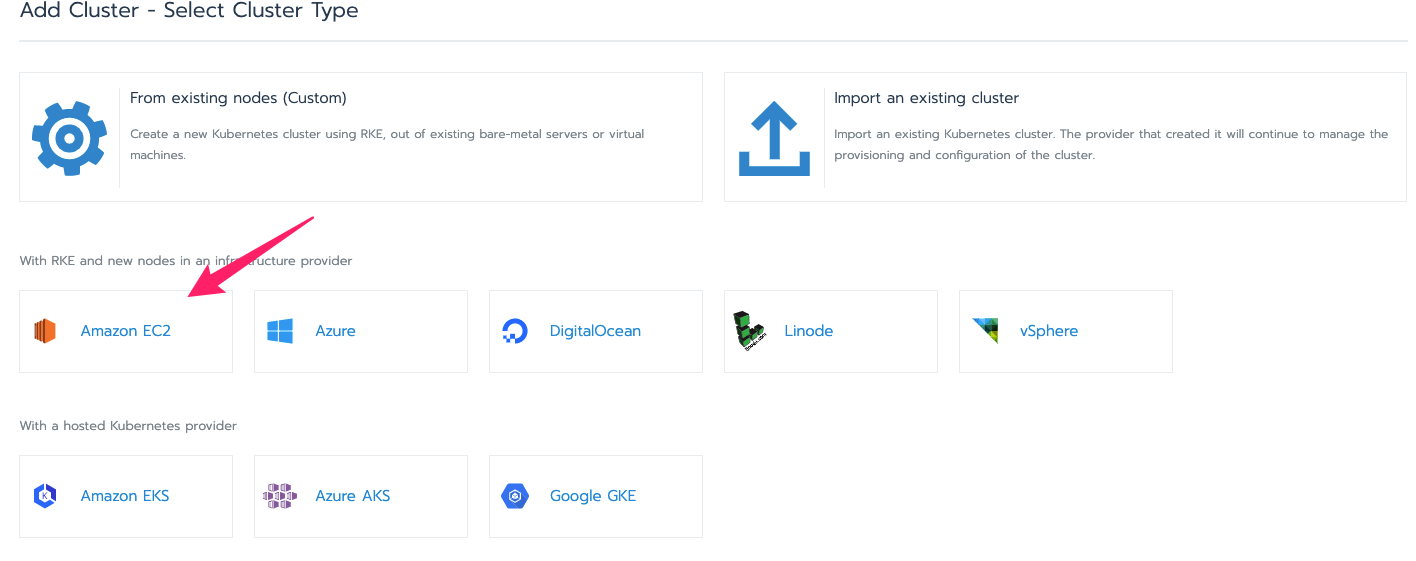 Add Cluster - Select Cluster Type
From existing nodes (Custom)
Create a new Kubernetes cluster using RKE, out of existing bare-metal servers or virtual
machines.
Import an existing cluster
Import an existing Kubernetes cluster. The provider that created it will continue to manage the
provisioning and configuration of the cluster.
With RKE and new nodes in an infrastructure provider
Amazon EC2
Azure
DigitalOcean
Linode
vSphere
With a hosted Kubernetes provider
K
Amazon EKS
Azure AKS
Google GKE